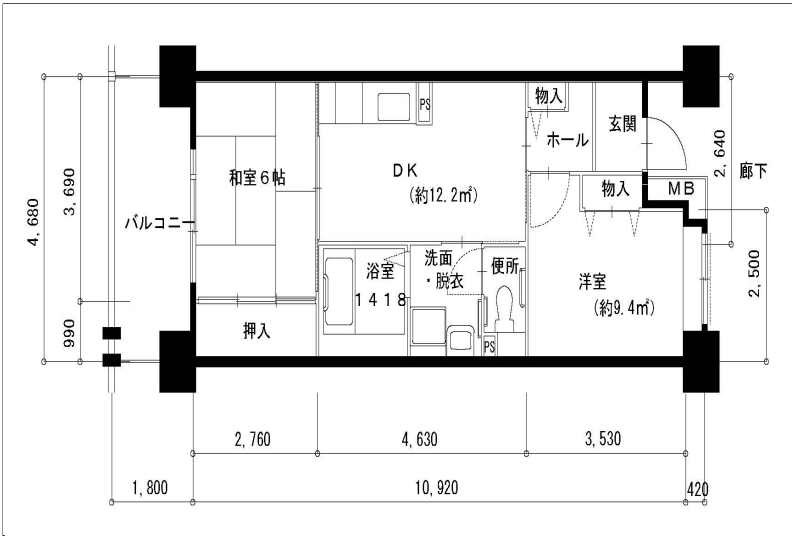 物入
PS
玄関
ホール
2,640
DK
(約12.2㎡)
和室6帖
廊下
3,690
4,680
物入
MB
バルコニー
洗面
・脱衣
便所
浴室
1418
洋室
(約9.4㎡)
2,500
押入
990
PS
2,760
4,630
3,530
1,800
10,920
420